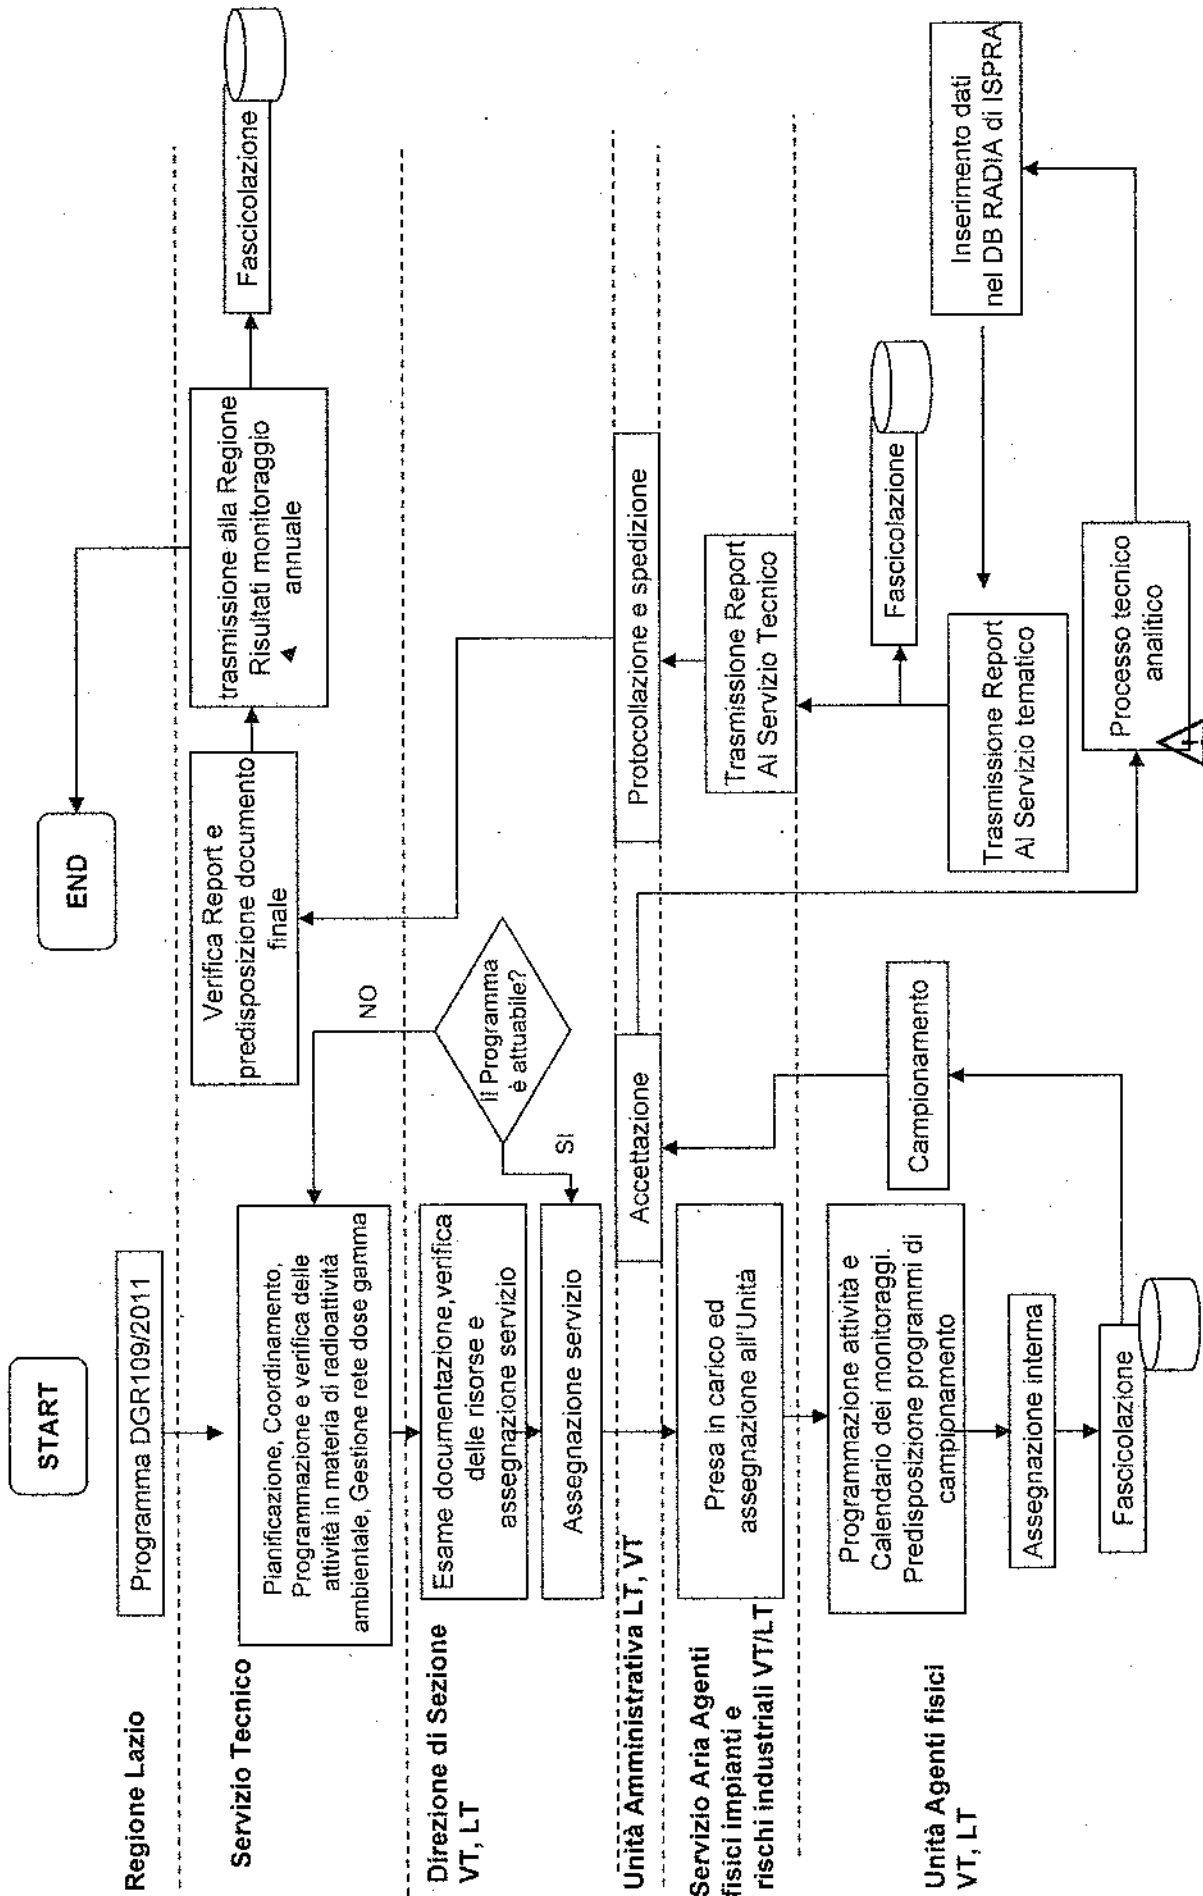 START
END
Regione Lazio
Programma DGR109/2011
Servizio Tecnico
Pianificazione, Coordinamento,
Programmazione e verifica delle
attività in materia di radioattività
ambientale, Gestione rete dose gamma
NO
Verifica Report e
predisposizione documento
finale
trasmissione alla Regione
Risultati monitoraggio
annuale
Fascicolazione
Direzione di Sezione
VT, LT
Esame documentazione,verifica
delle risorse e
assegnazione servizio
Assegnazione servizio
SI
Il Programma
è attuabile?
Unità Amministrativa LT, VT
Accettazione
Protocollazione e spedizione
Servizio Aria Agenti
fisici impianti e
rischi industriali VT/LT
Presa in carico ed
assegnazione all'Unità
Trasmissione Report
Al Servizio Tecnico
Unità Agenti fisici
VT, LT
Programmazione attività e
Calendario dei monitoraggi.
Predisposizione programmi di
campionamento
Assegnazione interna
Fascicolazione
Campionamento
Trasmissione Report
Al Servizio tematico
Fascicolazione
Processo tecnico
analitico
Inserimento dati
nel DB RADIA di ISPRA